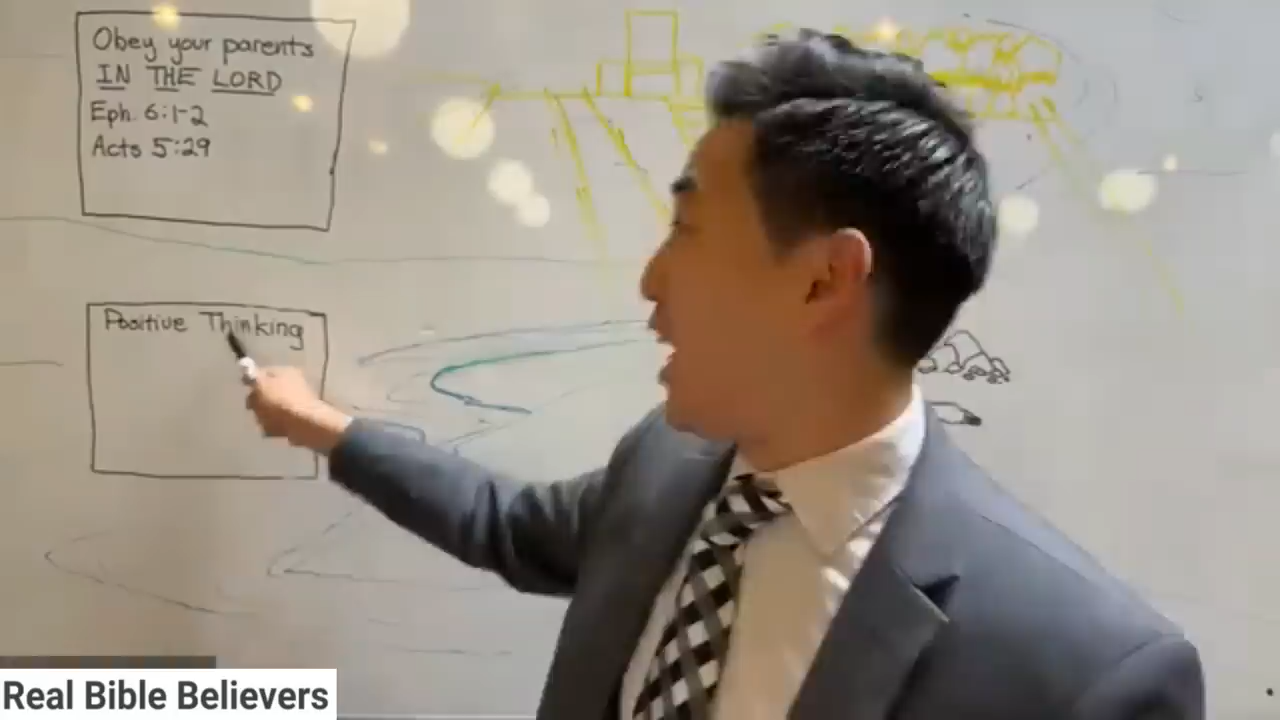 Obey your parents
IN THE LORD
Eph. 6:1-2
Acts 5:29
Positive Thinking
Real Bible Believers